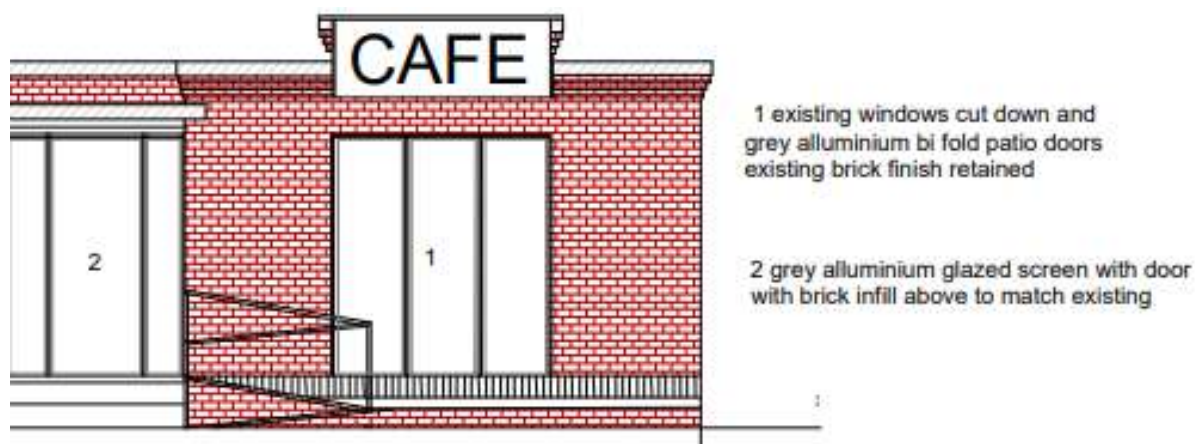 CAFE
1 existing windows cut down and
grey alluminium bi fold patio doors
existing brick finish retained
2
1
2 grey alluminium glazed screen with door
with brick infill above to match existing